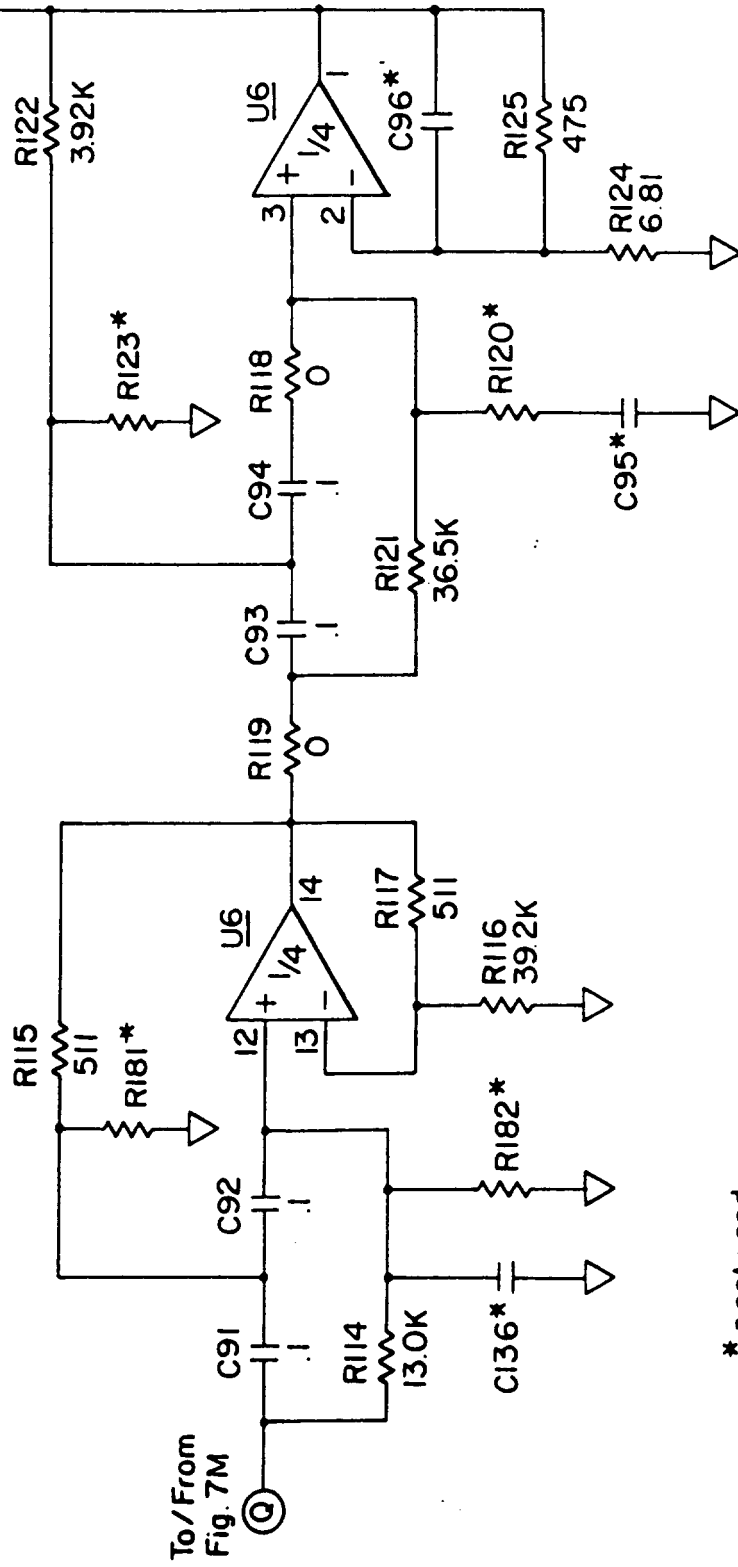 R122
3.92K
R115
511
R123*
R181*
U6
1/4
+
−
12
13
14
U6
1/4
+
−
3
2
1
To/From
Fig. 7M
Q
C91
.1
C92
.1
R119
0
C93
.1
C94
.1
R118
0
C96*
R114
13.0K
R117
511
R121
36.5K
R125
475
C136*
R182*
R116
39.2K
R120*
C95*
R124
6.81